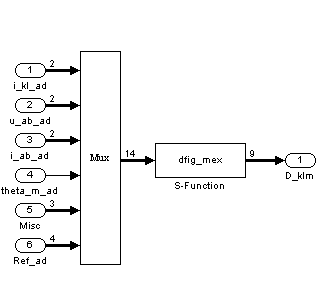 1 2
i_kl_ad
2 2
u_ab_ad
3 2
i_ab_ad
4
theta_m_ad
5 3
Misc
6 4
Ref_ad
Mux
14
dfig_mex
S-Function
9
1
D_klm